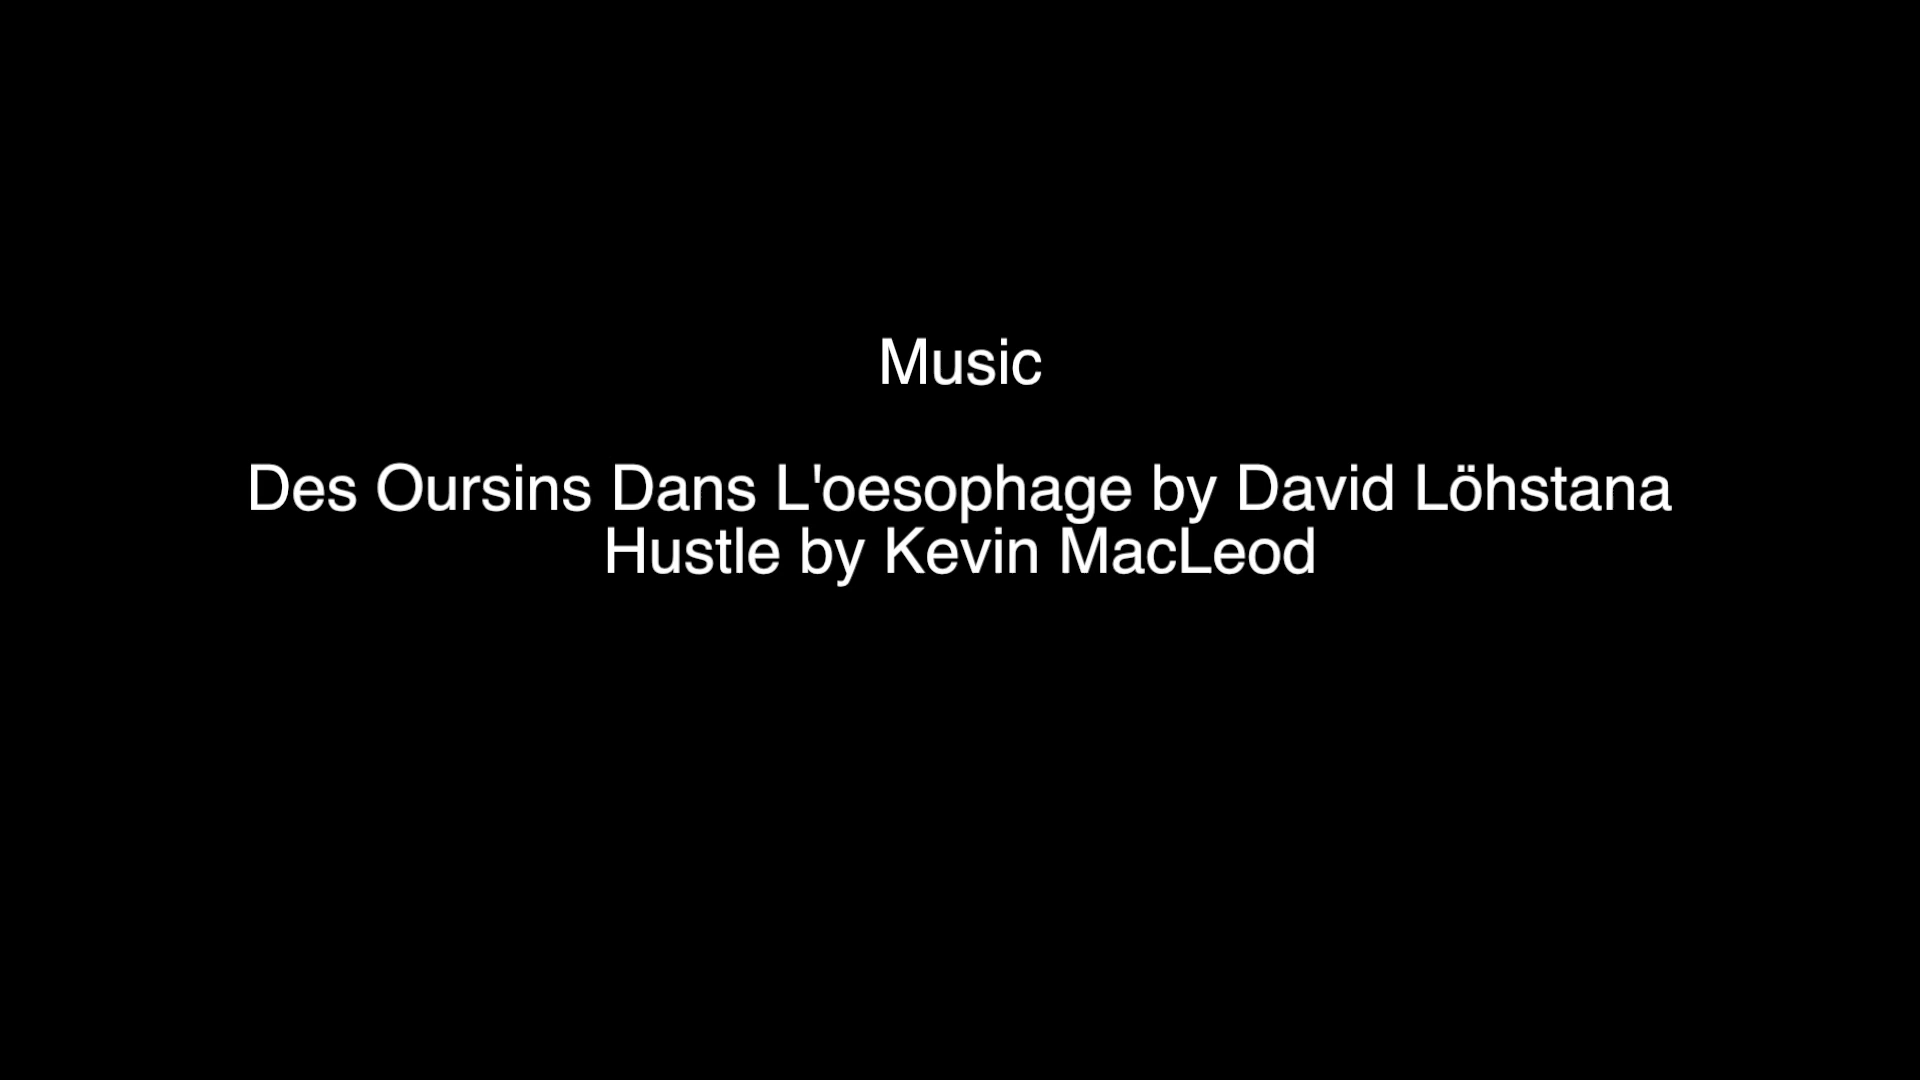 Music
Des Oursins Dans L'oesophage by David Löhstana
Hustle by Kevin MacLeod